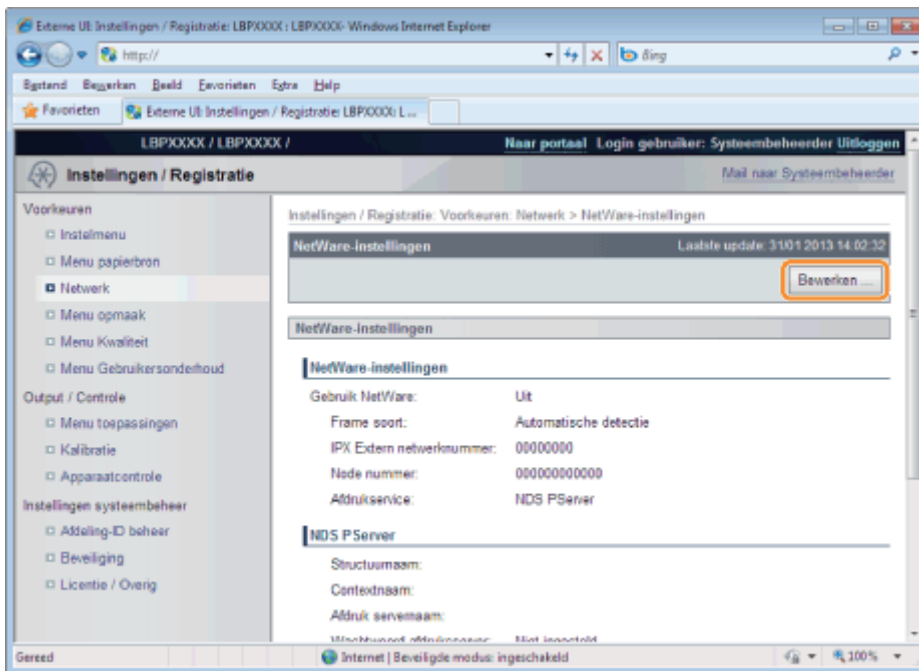 Externe UI: Instellingen / Registratie: LBPXXXX : LBPXXXX- Windows Internet Explorer
http://
Bing
Bestand Bewerken Beeld Favorieten Extra Help
Favorieten
Externe UI: Instellingen / Registratie: LBPXXXX: L...
LBPXXXX / LBPXXXX /
Naar portaal Login gebruiker: Systeembeheerder Uitloggen
Instellingen / Registratie
Mail naar Systeembeheerder
Voorkeuren
Instelmenu
Menu papierbron
Netwerk
Menu opmaak
Menu Kwaliteit
Menu Gebruikersonderhoud
Output / Controle
Menu toepassingen
Kalibratie
Apparaatcontrole
Instellingen systeembeheer
Afdeling-ID beheer
Beveiliging
Licentie / Overig
Instellingen / Registratie: Voorkeuren: Netwerk > NetWare-instellingen
NetWare-instellingen
Laatste update: 31/01 2013 14:02:32
Bewerken ...
NetWare-instellingen
NetWare-instellingen
Gebruik NetWare: Uit
Frame soort: Automatische detectie
IPX Extern netwerknummer: 00000000
Node nummer: 000000000000
Afdrukservice: NDS PServer
NDS PServer
Structuurnaam:
Contextnaam:
Afdruk servernaam:
Wachtwoord afdrukserver: Niet ingesteld
Gereed
Internet | Beveiligde modus: ingeschakeld
100%